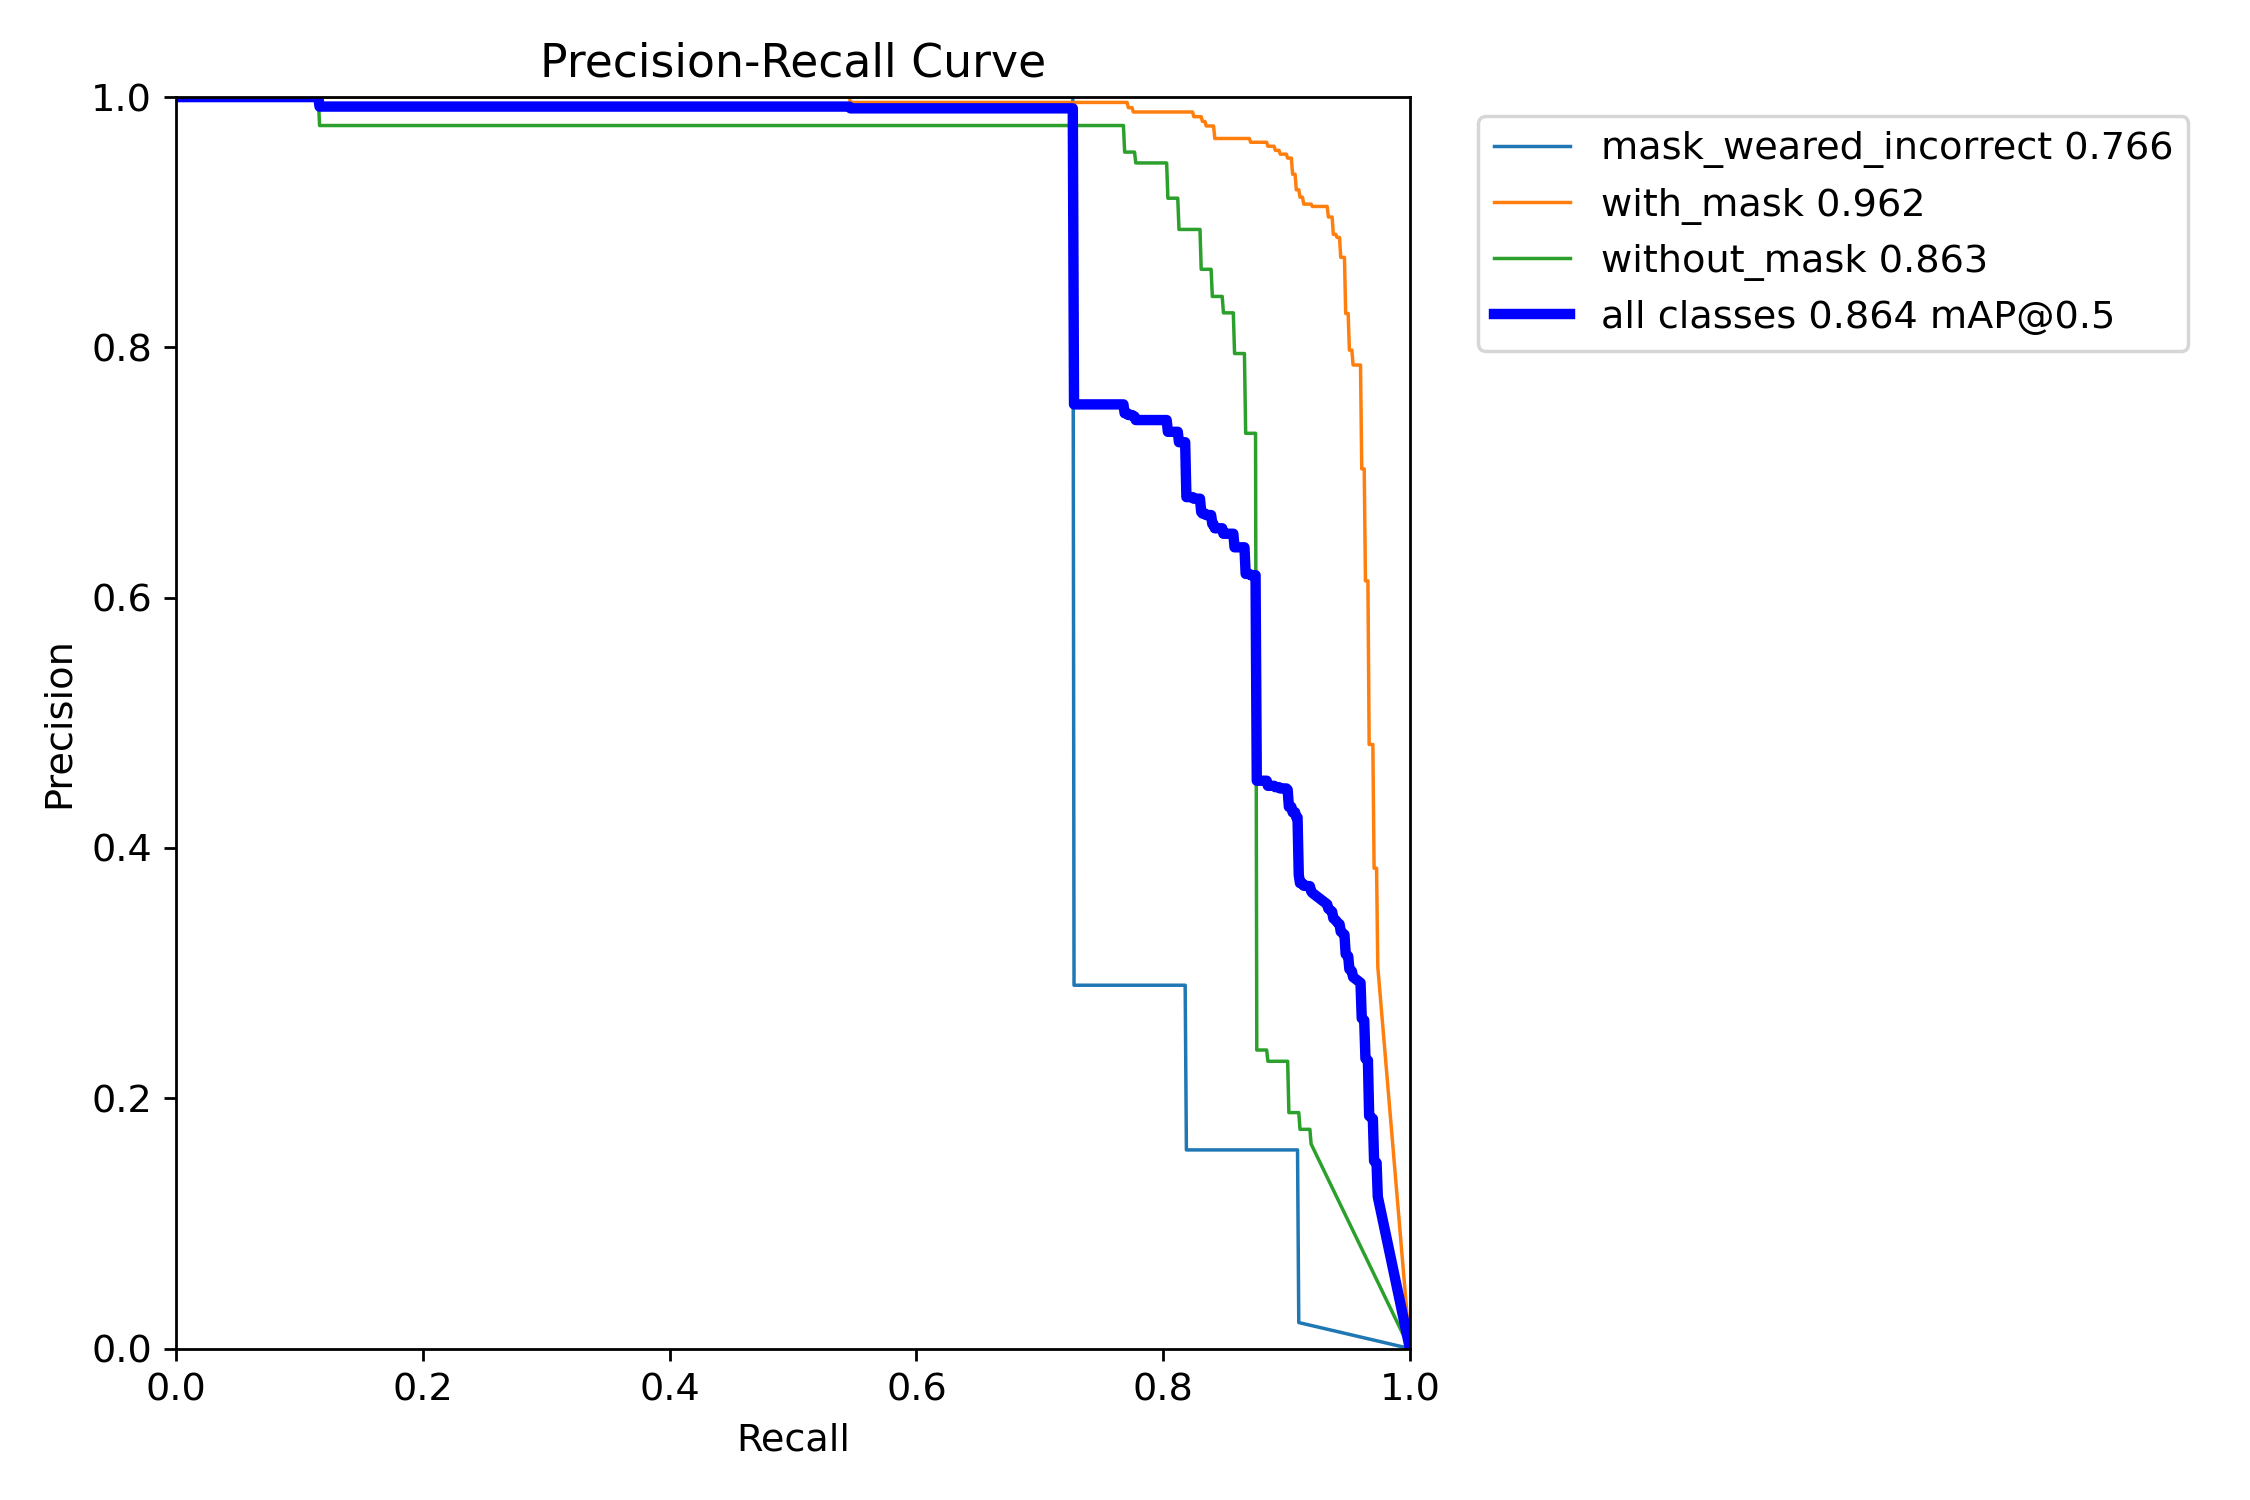 Precision-Recall Curve
1.0
0.8
0.6
0.4
0.2
0.0
Precision
0.0 0.2 0.4 0.6 0.8 1.0
Recall
mask_weared_incorrect 0.766
with_mask 0.962
without_mask 0.863
all classes 0.864 mAP@0.5